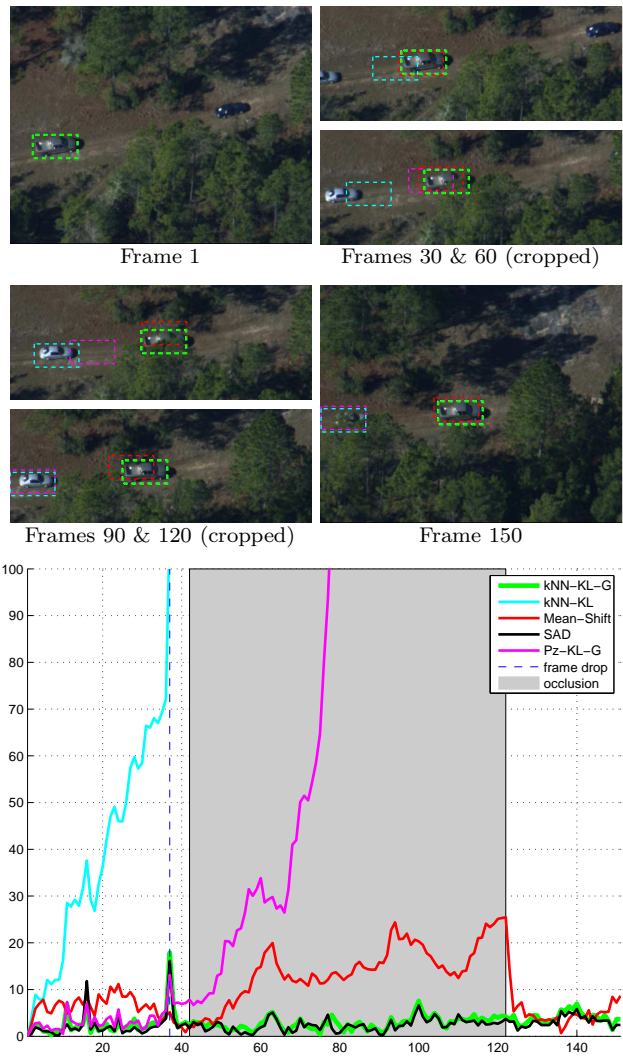 Frame 1
Frames 30 & 60 (cropped)
Frames 90 & 120 (cropped)
Frame 150
100
90
80
70
60
50
40
30
20
10
0
20
40
60
80
100
120
140
kNN−KL−G
kNN−KL
Mean−Shift
SAD
Pz−KL−G
frame drop
occlusion